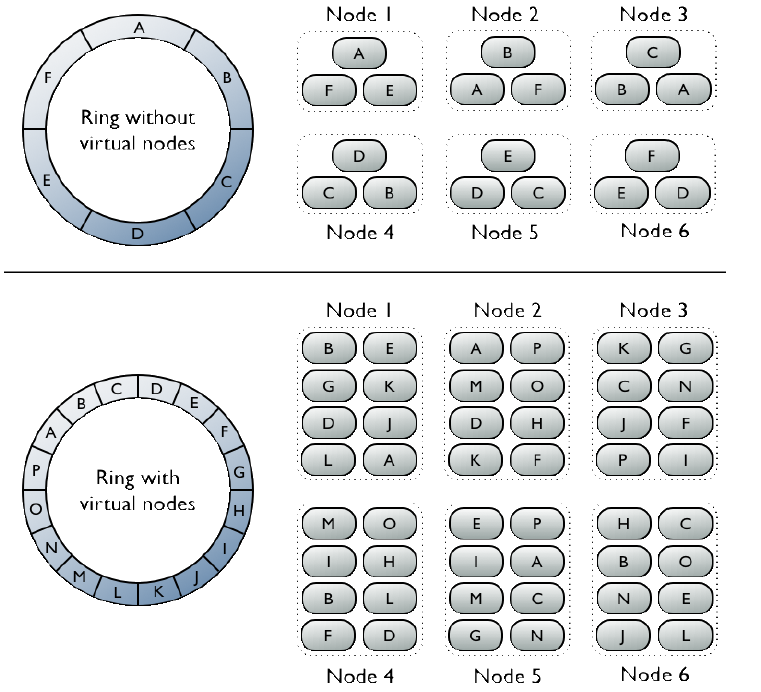 Node 1 Node 2 Node 3
A
B
C
F E
A F
B A
D
E
F
C B
D C
E D
Node 4 Node 5 Node 6
A
B
C
D
E
F
Ring without
virtual nodes
Node 1 Node 2 Node 3
B E
G K
D J
L A
A P
M O
D H
K F
K G
C N
J F
P I
M O
I H
B L
F D
E P
I A
M C
G N
H C
B O
N E
J L
Node 4 Node 5 Node 6
A
B
C
D
E
F
G
H
I
J
K
L
M
N
O
P
Ring with
virtual nodes